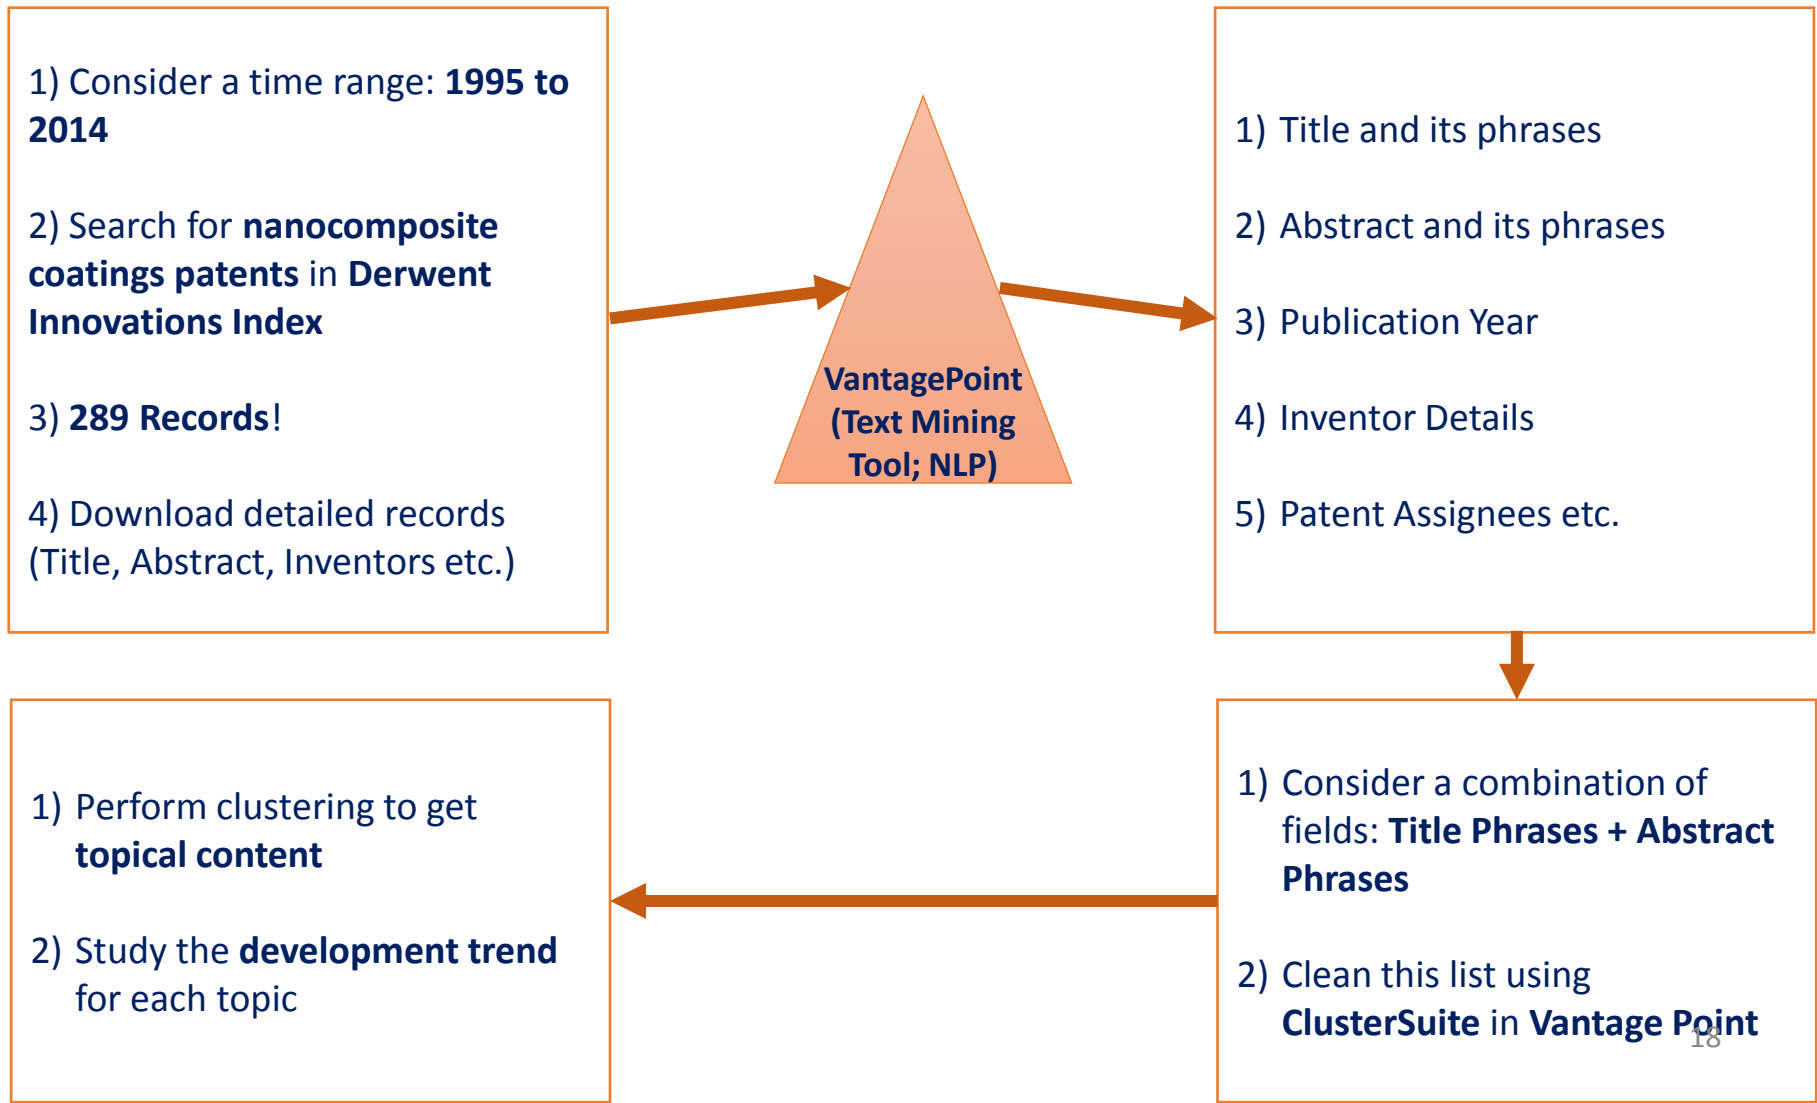 1) Consider a time range: 1995 to
2014
2) Search for nanocomposite
coatings patents in Derwent
Innovations Index
3) 289 Records!
4) Download detailed records
(Title, Abstract, Inventors etc.)
VantagePoint
(Text Mining
Tool; NLP)
1) Title and its phrases
2) Abstract and its phrases
3) Publication Year
4) Inventor Details
5) Patent Assignees etc.
1) Consider a combination of
fields: Title Phrases + Abstract
Phrases
2) Clean this list using
ClusterSuite in Vantage Point
1) Perform clustering to get
topical content
2) Study the development trend
for each topic
18